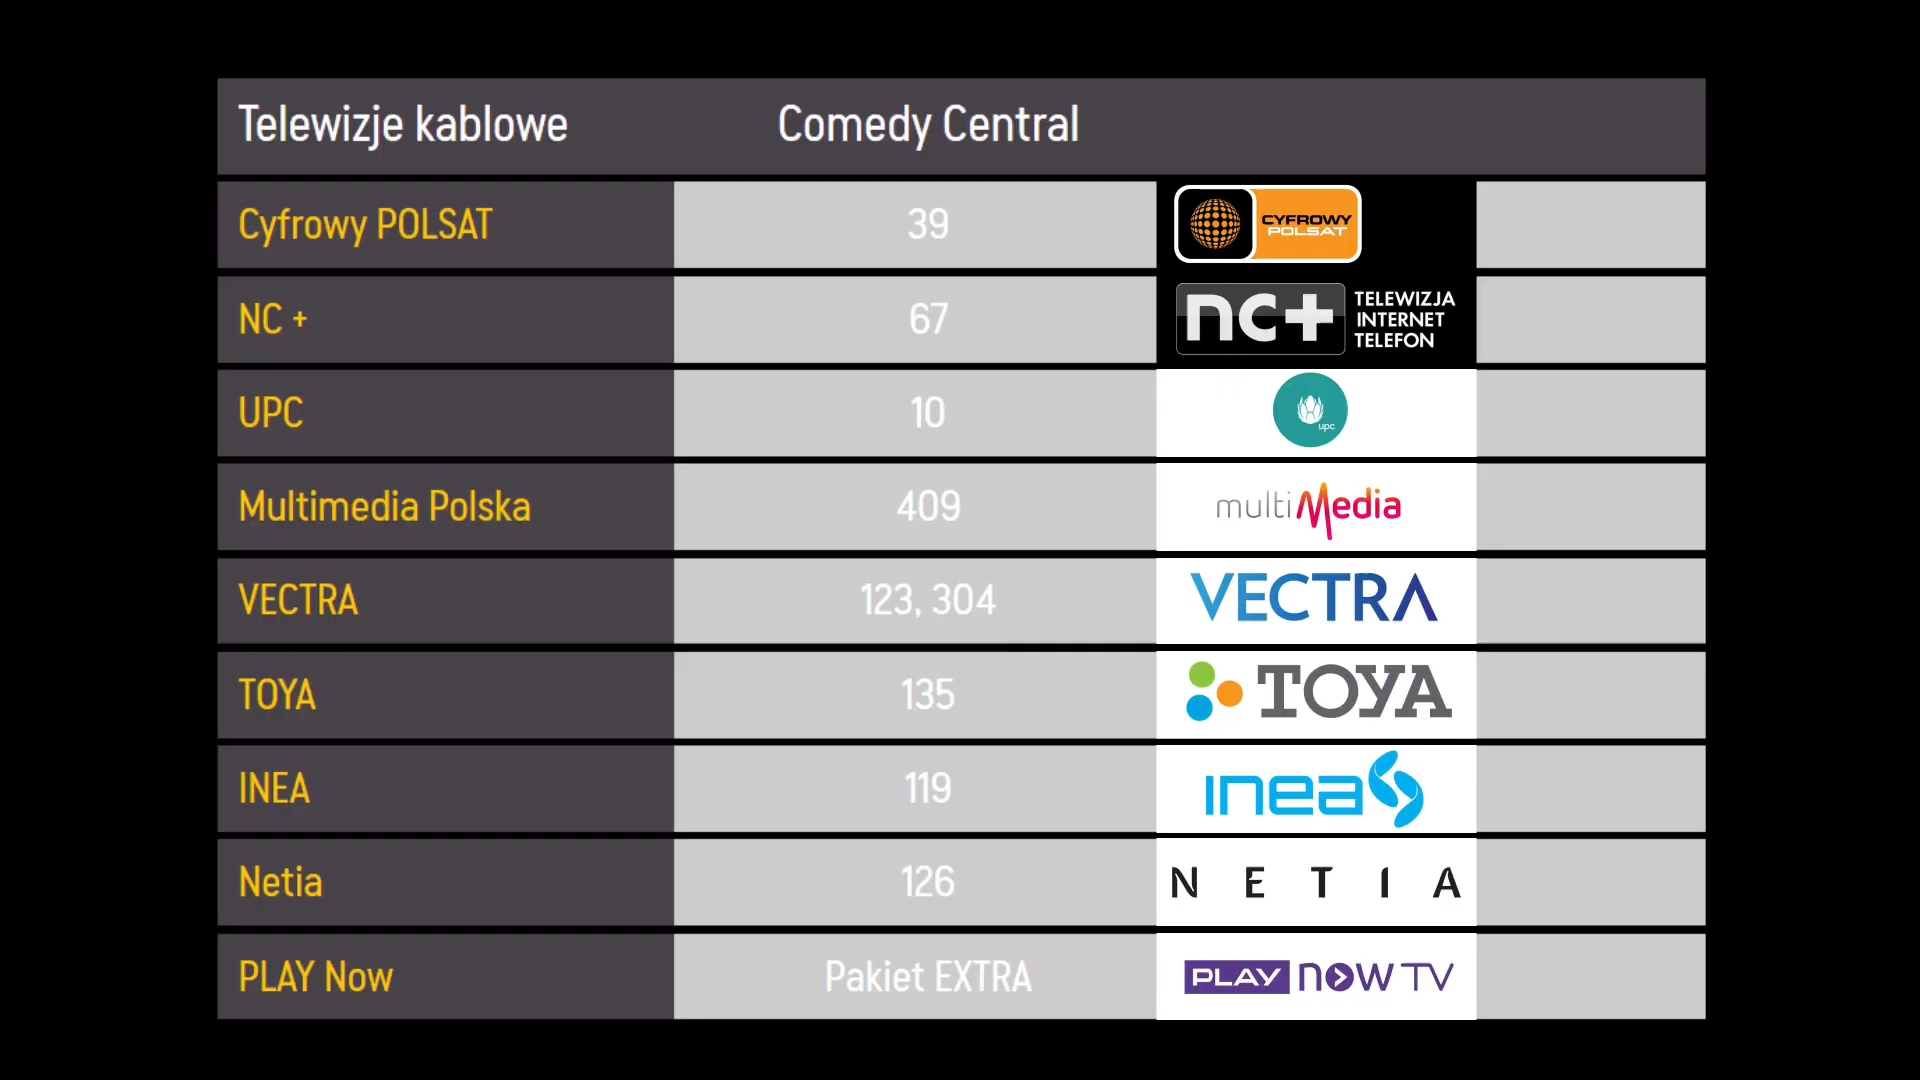 Telewizje kablowe Comedy Central
Cyfrowy POLSAT 39 CYFROWY
POLSAT
NC + 67 nc+ TELEWIZJA
INTERNET
TELEFON
UPC 10 upc
Multimedia Polska 409 multiMedia
VECTRA 123, 304 VECTRA
TOYA 135 TOYA
INEA 119 inea
Netia 126 NETIA
PLAY Now Pakiet EXTRA PLAY NOW TV